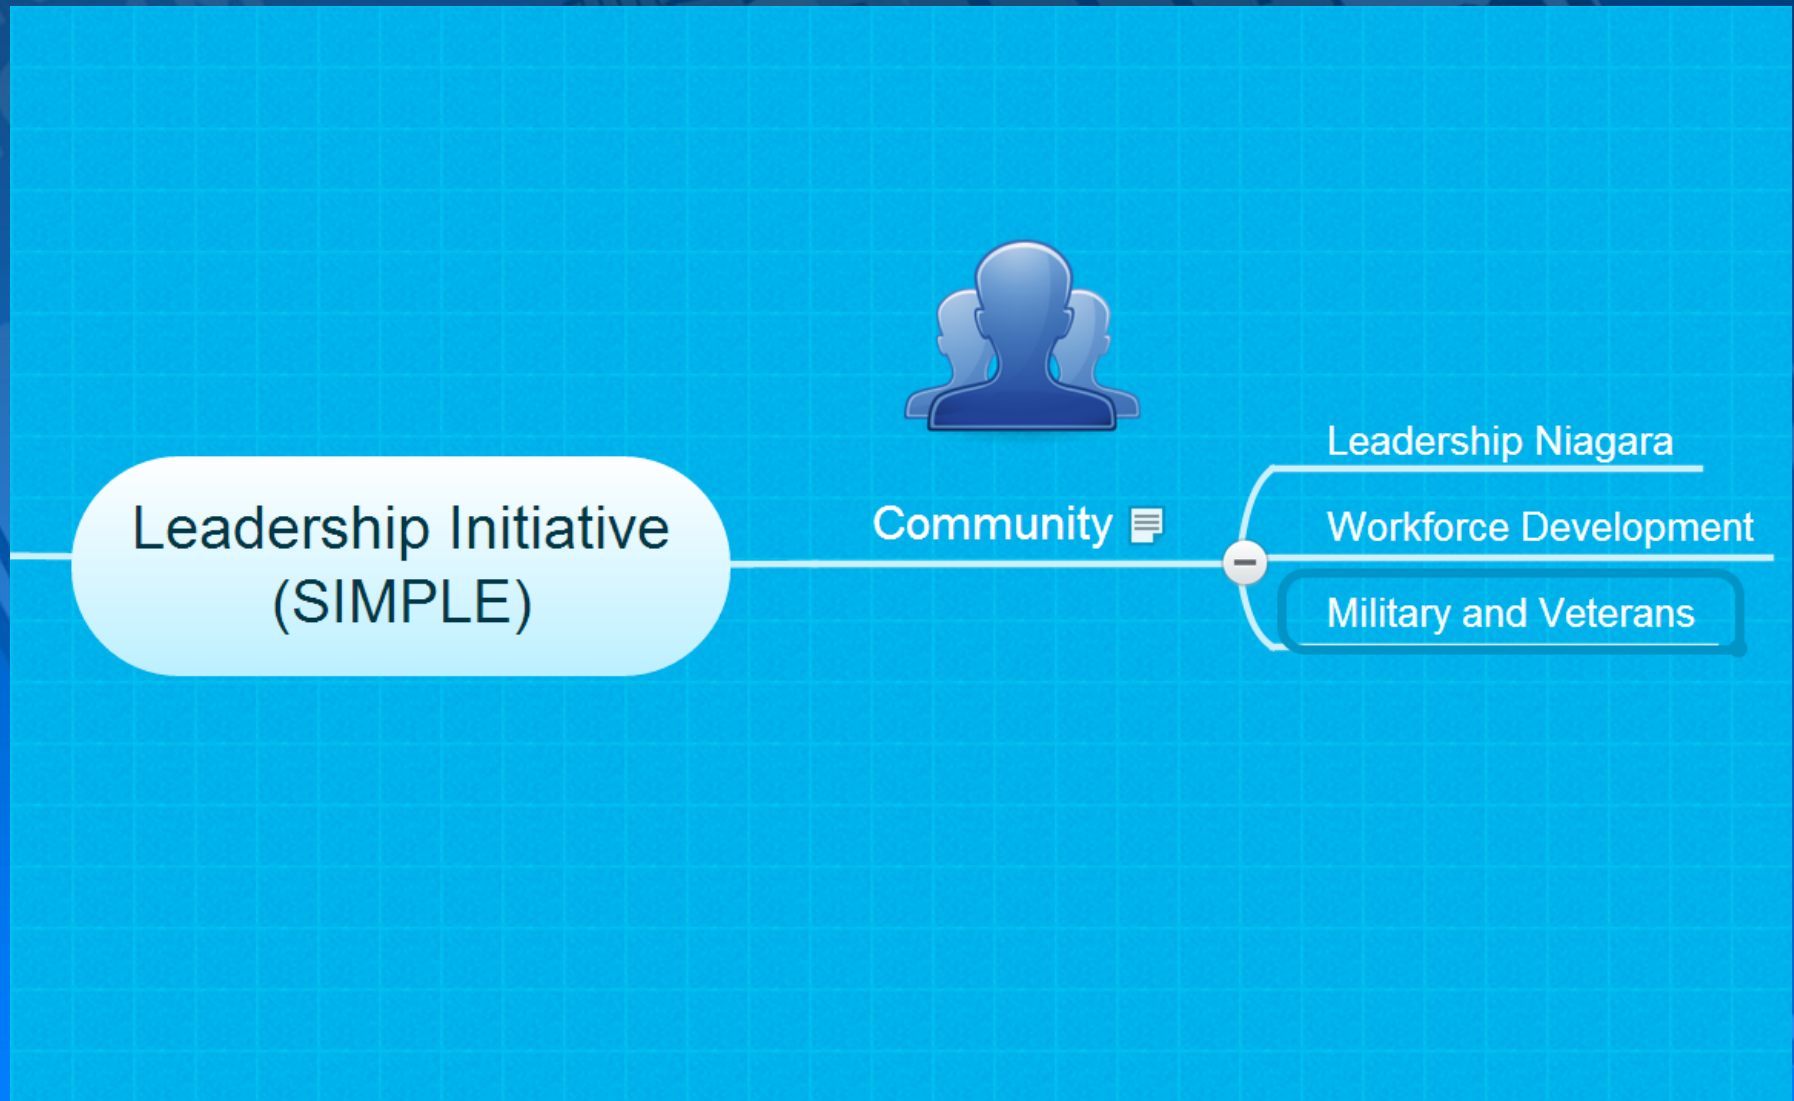 Leadership Initiative
(SIMPLE)
Community
Leadership Niagara
Workforce Development
Military and Veterans